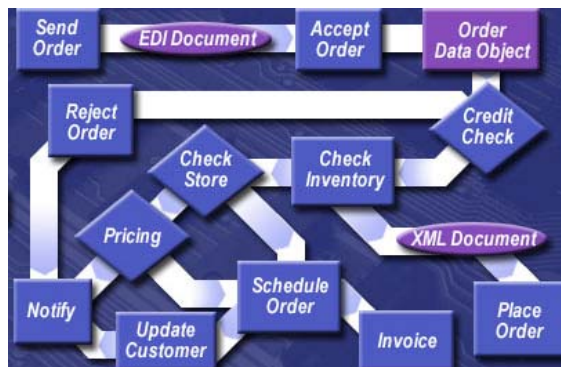 Send
Order
EDI Document
Accept
Order
Order
Data Object
Reject
Order
Credit
Check
Check
Store
Check
Inventory
Pricing
XML Document
Notify
Update
Customer
Schedule
Order
Invoice
Place
Order